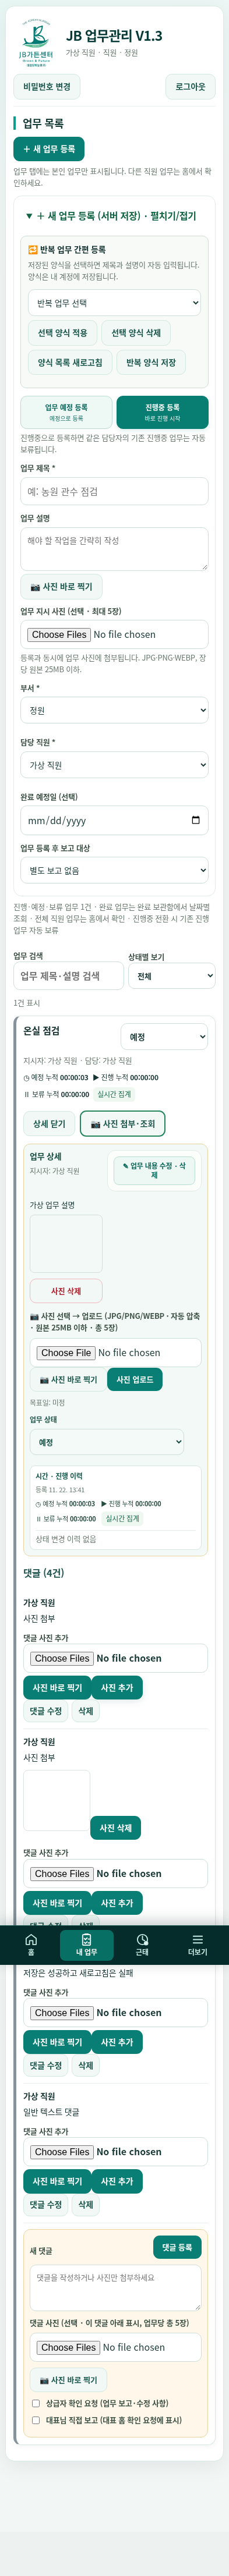 JB가든센터
JB 업무관리 V1.3
가상 직원 · 직원 · 정원
비밀번호 변경
로그아웃
업무 목록
＋ 새 업무 등록
업무 탭에는 본인 업무만 표시됩니다. 다른 직원 업무는 홈에서 확인하세요.
▼ ＋ 새 업무 등록 (서버 저장) · 펼치기/접기
🔁 반복 업무 간편 등록
저장된 양식을 선택하면 제목과 설명이 자동 입력됩니다. 양식은 내 계정에 저장됩니다.
반복 업무 선택
선택 양식 적용
선택 양식 삭제
양식 목록 새로고침
반복 양식 저장
업무 예정 등록
예정으로 등록
진행중 등록
바로 진행 시작
진행중으로 등록하면 같은 담당자의 기존 진행중 업무는 자동 보류됩니다.
업무 제목 *
예: 농원 관수 점검
업무 설명
해야 할 작업을 간략히 작성
📷 사진 바로 찍기
업무 지시 사진 (선택 · 최대 5장)
Choose Files No file chosen
등록과 동시에 업무 사진에 첨부됩니다. JPG·PNG·WEBP, 장당 원본 25MB 이하.
부서 *
정원
담당 직원 *
가상 직원
완료 예정일 (선택)
mm/dd/yyyy
업무 등록 후 보고 대상
별도 보고 없음
진행·예정·보류 업무 1건 · 완료 업무는 완료 보관함에서 날짜별 조회 · 전체 직원 업무는 홈에서 확인 · 진행중 전환 시 기존 진행 업무 자동 보류
업무 검색
업무 제목·설명 검색
상태별 보기
전체
1건 표시
온실 점검
예정
지시자: 가상 직원 · 담당: 가상 직원
◷ 예정 누적 00:00:03 ▶ 진행 누적 00:00:00
Ⅱ 보류 누적 00:00:00 실시간 집계
상세 닫기
📷 사진 첨부·조회
업무 상세
지시자: 가상 직원
✎ 업무 내용 수정 · 삭제
가상 업무 설명
사진 삭제
📷 사진 선택 → 업로드 (JPG/PNG/WEBP · 자동 압축 · 원본 25MB 이하 · 총 5장)
Choose File No file chosen
📷 사진 바로 찍기
사진 업로드
목표일: 미정
업무 상태
예정
시간 · 진행 이력
등록 11. 22. 13:41
◷ 예정 누적 00:00:03 ▶ 진행 누적 00:00:00
Ⅱ 보류 누적 00:00:00 실시간 집계
상태 변경 이력 없음
댓글 (4건)
가상 직원
사진 첨부
댓글 사진 추가
Choose Files No file chosen
사진 바로 찍기
사진 추가
댓글 수정
삭제
가상 직원
사진 첨부
사진 삭제
댓글 사진 추가
Choose Files No file chosen
사진 바로 찍기
사진 추가
홈
내 업무
근태
더보기
저장은 성공하고 새로고침은 실패
댓글 사진 추가
Choose Files No file chosen
사진 바로 찍기
사진 추가
댓글 수정
삭제
가상 직원
일반 텍스트 댓글
댓글 사진 추가
Choose Files No file chosen
사진 바로 찍기
사진 추가
댓글 수정
삭제
새 댓글
댓글 등록
댓글을 작성하거나 사진만 첨부하세요
댓글 사진 (선택 · 이 댓글 아래 표시, 업무당 총 5장)
Choose Files No file chosen
📷 사진 바로 찍기
상급자 확인 요청 (업무 보고·수정 사항)
대표님 직접 보고 (대표 홈 확인 요청에 표시)